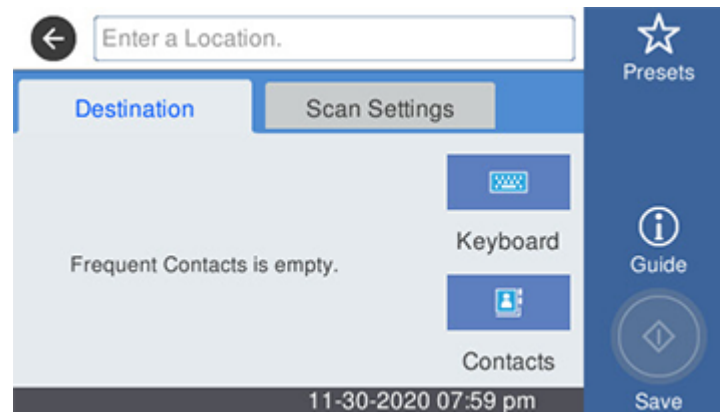 Enter a Location.
Presets
Destination
Scan Settings
Keyboard
Frequent Contacts is empty.
Guide
Contacts
11-30-2020 07:59 pm
Save